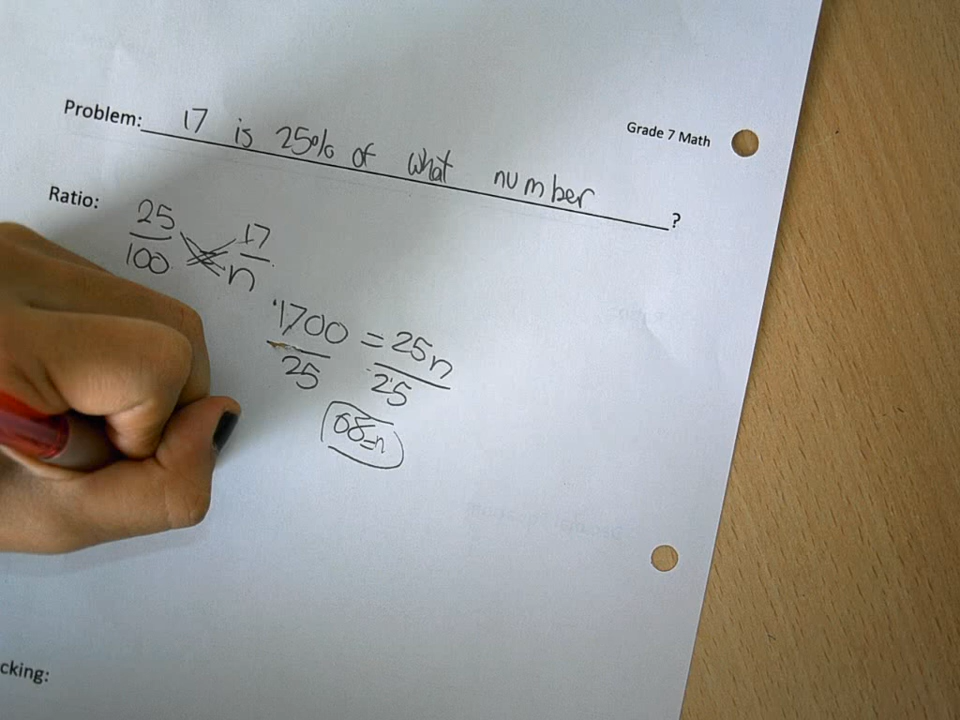 Grade 7 Math
Problem: 17 is 25% of what number ?
Ratio:
25 17
100 n
1700 = 25n
25 25
68=n
cking: